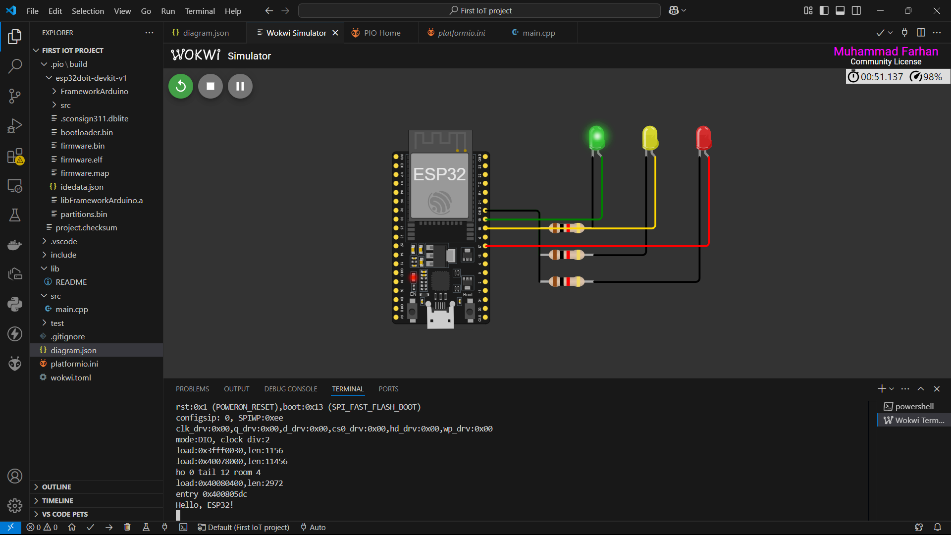 File Edit Selection View Go Run Terminal Help
First IoT project
EXPLORER
diagram.json
Wokwi Simulator
PIO Home
platformio.ini
main.cpp
FIRST IOT PROJECT
.pio\build
esp32doit-devkit-v1
FrameworkArduino
src
.sconsign311.dblite
bootloader.bin
firmware.bin
firmware.elf
firmware.map
idedata.json
libFrameworkArduino.a
partitions.bin
project.checksum
.vscode
include
lib
README
src
main.cpp
test
.gitignore
diagram.json
platformio.ini
wokwi.toml
OUTLINE
TIMELINE
VS CODE PETS
WOKWI Simulator
Muhammad Farhan
Community License
00:51.137 98%
ESP32
PROBLEMS OUTPUT DEBUG CONSOLE TERMINAL PORTS
rst:0x1 (POWERON_RESET),boot:0x13 (SPI_FAST_FLASH_BOOT)
configsip: 0, SPIWP:0xee
clk_drv:0x00,q_drv:0x00,d_drv:0x00,cs0_drv:0x00,hd_drv:0x00,wp_drv:0x00
mode:DIO, clock div:2
load:0x3fff0030,len:1156
load:0x40078000,len:11456
ho 0 tail 12 room 4
load:0x40080400,len:2972
entry 0x400805dc
Hello, ESP32!
powershell
Wokwi Term...
0 0
Default (First IoT project)
Auto